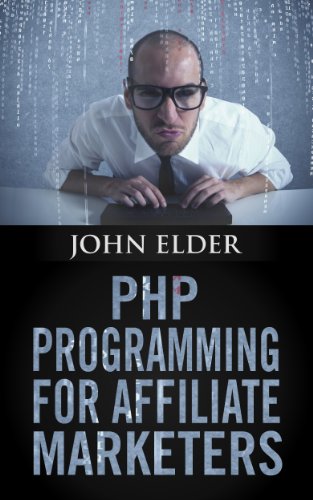 JOHN ELDER
PHP
PROGRAMMING
FOR AFFILIATE
MARKETERS